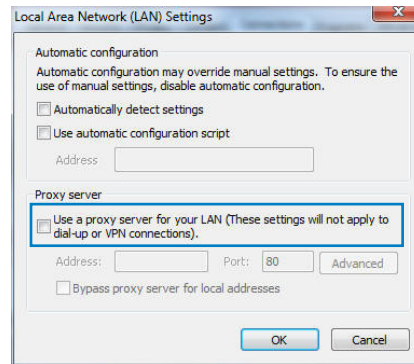 Local Area Network (LAN) Settings
Automatic configuration
Automatic configuration may override manual settings. To ensure the
use of manual settings, disable automatic configuration.
Automatically detect settings
Use automatic configuration script
Address
Proxy server
Use a proxy server for your LAN (These settings will not apply to
dial-up or VPN connections).
Address: Port: 80 Advanced
Bypass proxy server for local addresses
OK Cancel